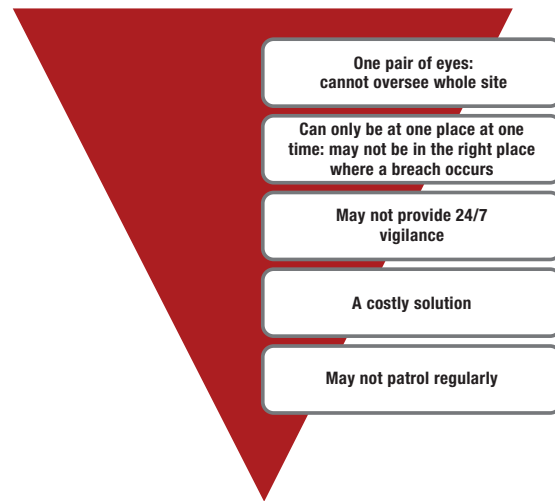 One pair of eyes:
cannot oversee whole site
Can only be at one place at one
time: may not be in the right place
where a breach occurs
May not provide 24/7
vigilance
A costly solution
May not patrol regularly